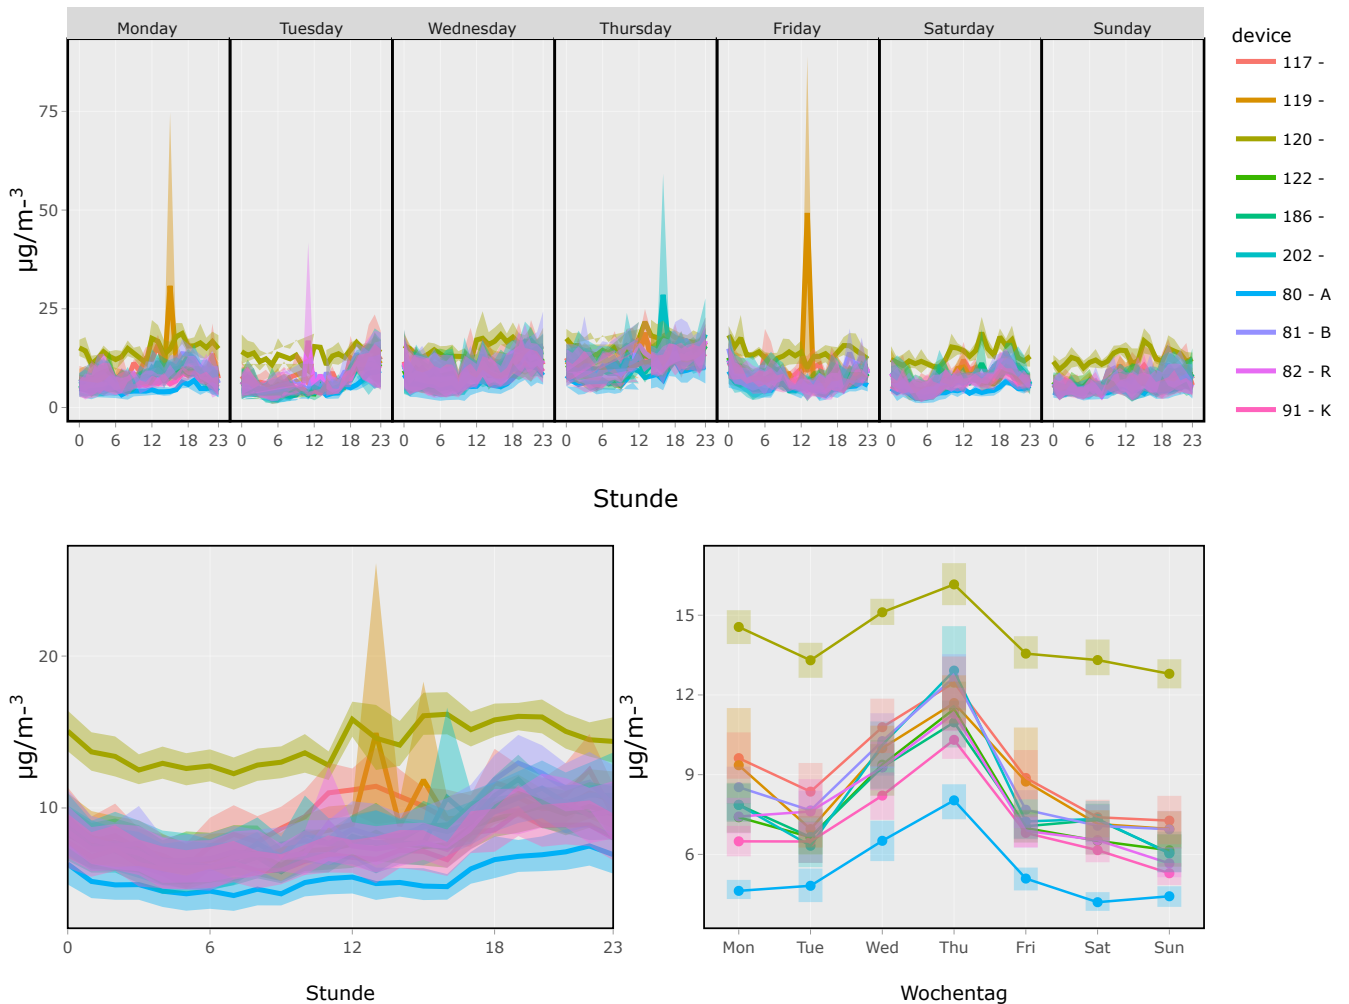 Monday Tuesday Wednesday Thursday Friday Saturday Sunday
device
117 -
119 -
120 -
122 -
186 -
202 -
80 - A
81 - B
82 - R
91 - K
µg/m-³
75
50
25
0
0 6 12 18 23 0 6 12 18 23 0 6 12 18 23 0 6 12 18 23 0 6 12 18 23 0 6 12 18 23 0 6 12 18 23
Stunde
µg/m-³
20
10
0 6 12 18 23
Stunde
µg/m-³
15
12
9
6
Mon Tue Wed Thu Fri Sat Sun
Wochentag